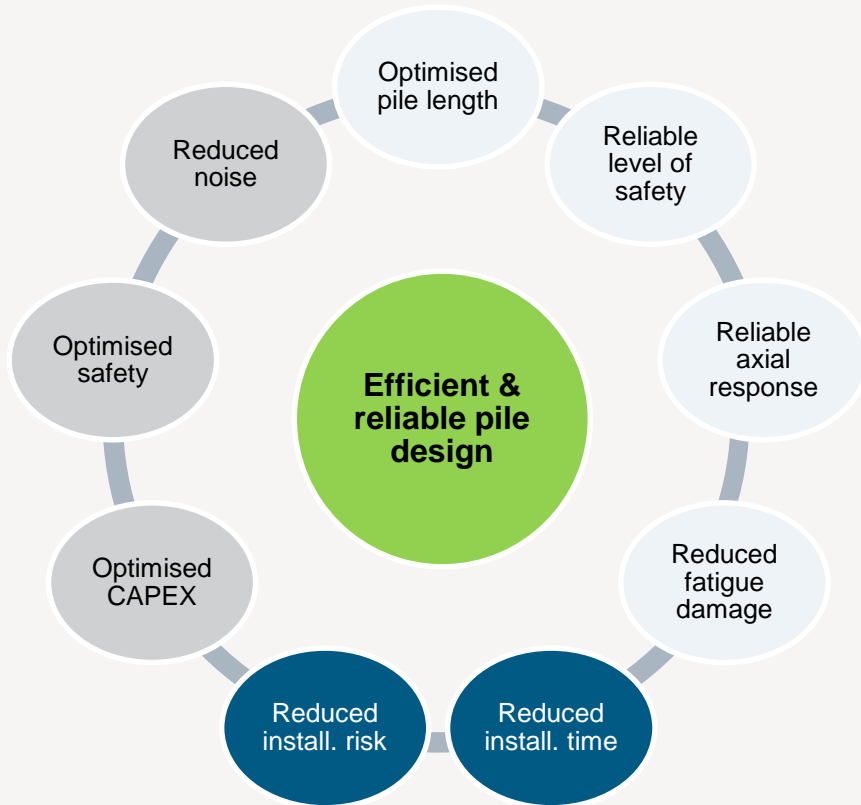 Optimised
pile length
Reliable
level of
safety
Reliable
axial
response
Reduced
fatigue
damage
Reduced
install. time
Reduced
install. risk
Optimised
CAPEX
Optimised
safety
Reduced
noise
Efficient &
reliable pile
design